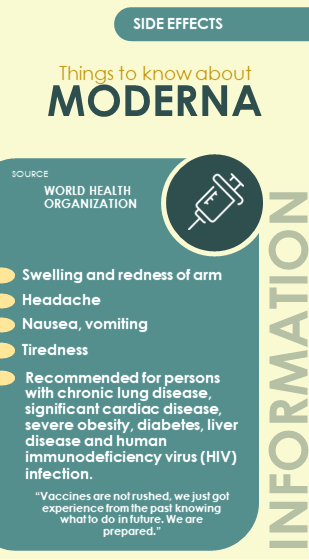 SIDE EFFECTS
Things to know about
MODERNA
SOURCE
WORLD HEALTH
ORGANIZATION
Swelling and redness of arm
Headache
Nausea, vomiting
Tiredness
Recommended for persons
with chronic lung disease,
significant cardiac disease,
severe obesity, diabetes, liver
disease and human
immunodeficiency virus (HIV)
infection.
“Vaccines are not rushed, we just got
experience from the past knowing
what to do in future. We are
prepared.”
INFORMATION